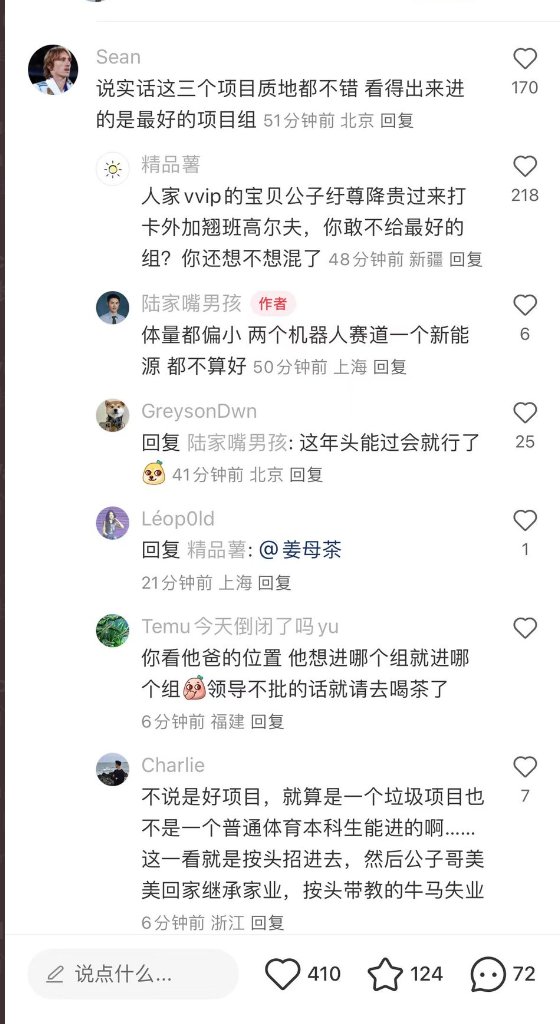 Sean
说实话这三个项目质地都不错 看得出来进
的是最好的项目组 51分钟前 北京 回复
170
精品薯
人家vvip的宝贝公子纡尊降贵过来打
卡外加翘班高尔夫，你敢不给最好的
组？你还想不想混了 48分钟前 新疆 回复
218
陆家嘴男孩 作者
体量都偏小 两个机器人赛道一个新能
源 都不算好 50分钟前 上海 回复
6
GreysonDwn
回复 陆家嘴男孩: 这年头能过会就行了
41分钟前 北京 回复
25
Léop0ld
回复 精品薯: @姜母茶
21分钟前 上海 回复
1
Temu今天倒闭了吗yu
你看他爸的位置 他想进哪个组就进哪
个组 领导不批的话就请去喝茶了
6分钟前 福建 回复
Charlie
不说是好项目，就算是一个垃圾项目也
不是一个普通体育本科生能进的啊……
这一看就是按头招进去，然后公子哥美
美回家继承家业，按头带教的牛马失业
6分钟前 浙江 回复
7
说点什么...
410
124
72